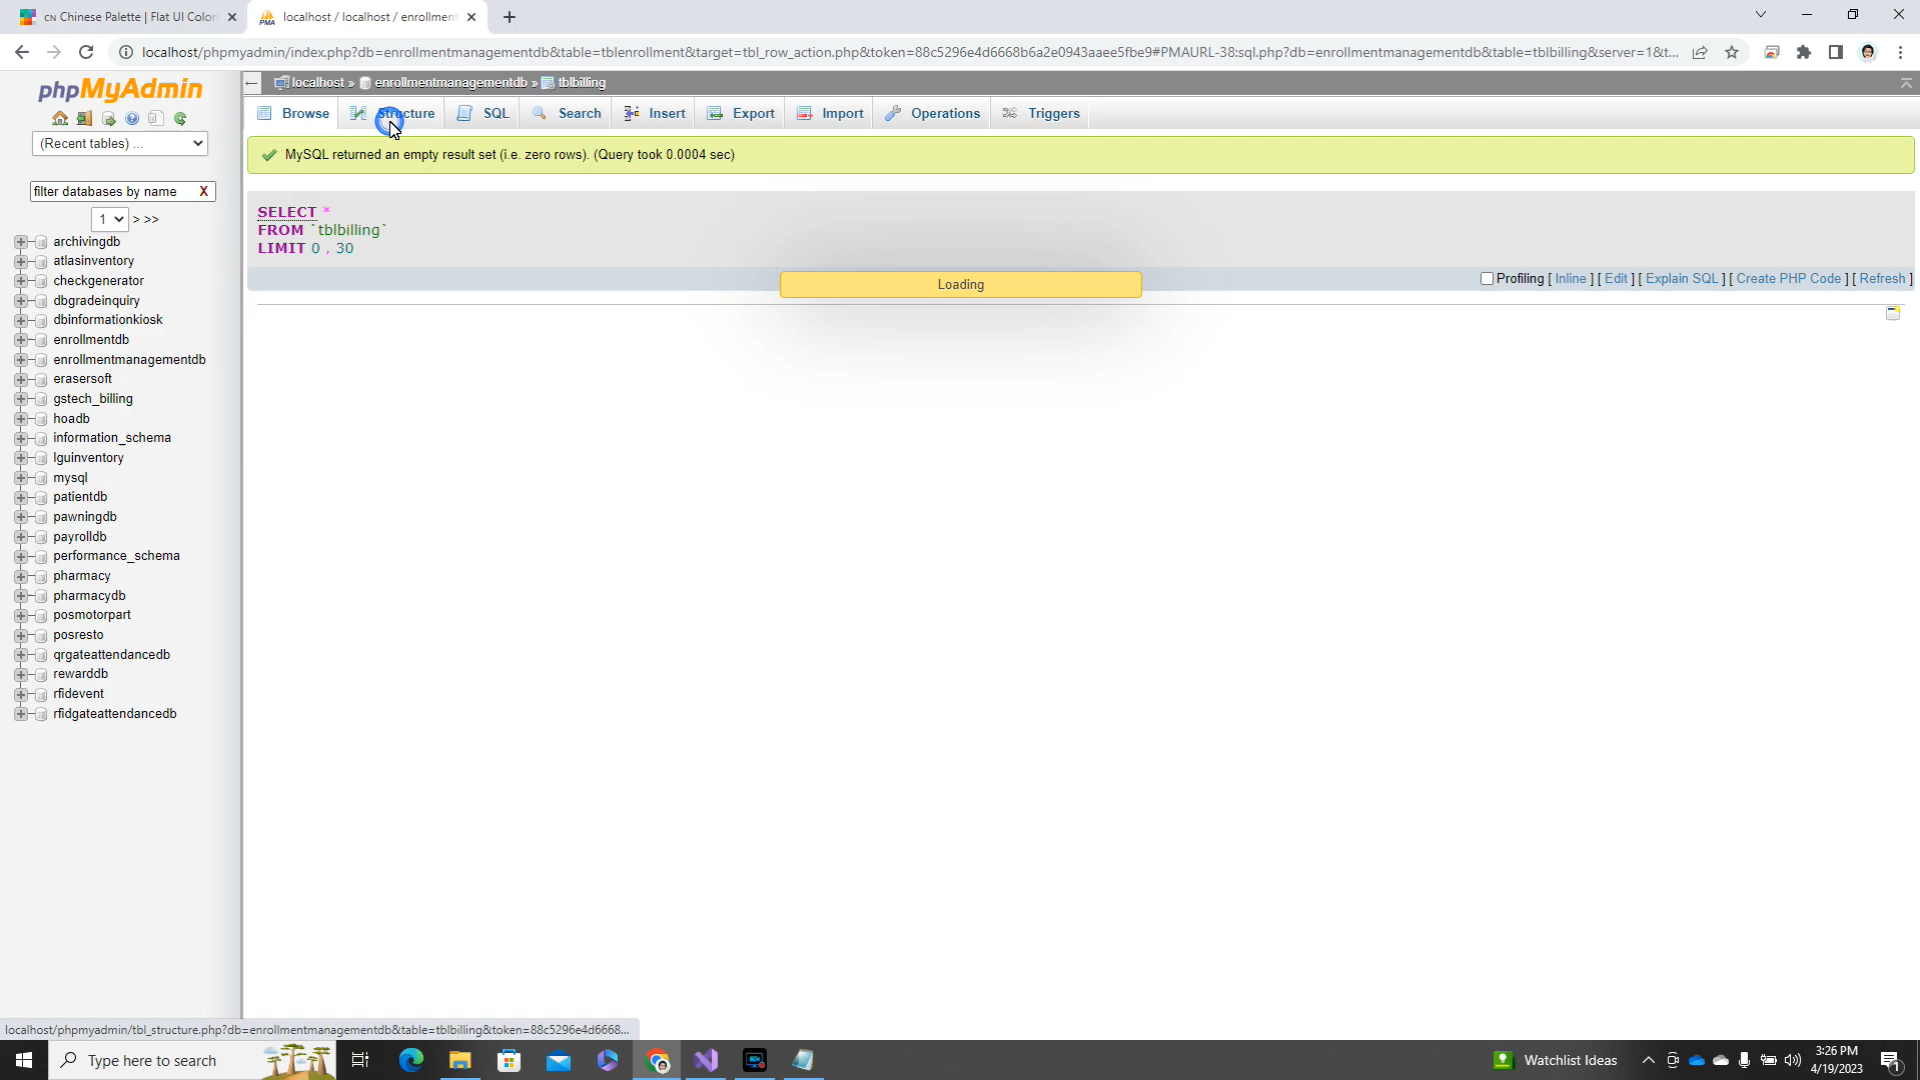 CN Chinese Palette | Flat UI Color
localhost / localhost / enrollment
localhost/phpmyadmin/index.php?db=enrollmentmanagementdb&table=tblenrollment&target=tbl_row_action.php&token=88c5296e4d6668b6a2e0943aaee5fbe9#PMAURL-38:sql.php?db=enrollmentmanagementdb&table=tblbilling&server=1&t...
phpMyAdmin
localhost » enrollmentmanagementdb » tblbilling
Browse Structure SQL Search Insert Export Import Operations Triggers
(Recent tables) ...
MySQL returned an empty result set (i.e. zero rows). (Query took 0.0004 sec)
filter databases by name X
1 > >>
SELECT *
FROM `tblbilling`
LIMIT 0 , 30
Profiling [ Inline ] [ Edit ] [ Explain SQL ] [ Create PHP Code ] [ Refresh ]
Loading
archivingdb
atlasinventory
checkgenerator
dbgradeinquiry
dbinformationkiosk
enrollmentdb
enrollmentmanagementdb
erasersoft
gstech_billing
hoadb
information_schema
lguinventory
mysql
patientdb
pawningdb
payrolldb
performance_schema
pharmacy
pharmacydb
posmotorpart
posresto
qrgateattendancedb
rewarddb
rfidevent
rfidgateattendancedb
localhost/phpmyadmin/tbl_structure.php?db=enrollmentmanagementdb&table=tblbilling&token=88c5296e4d6668...
Type here to search
Watchlist Ideas
3:26 PM
4/19/2023
1